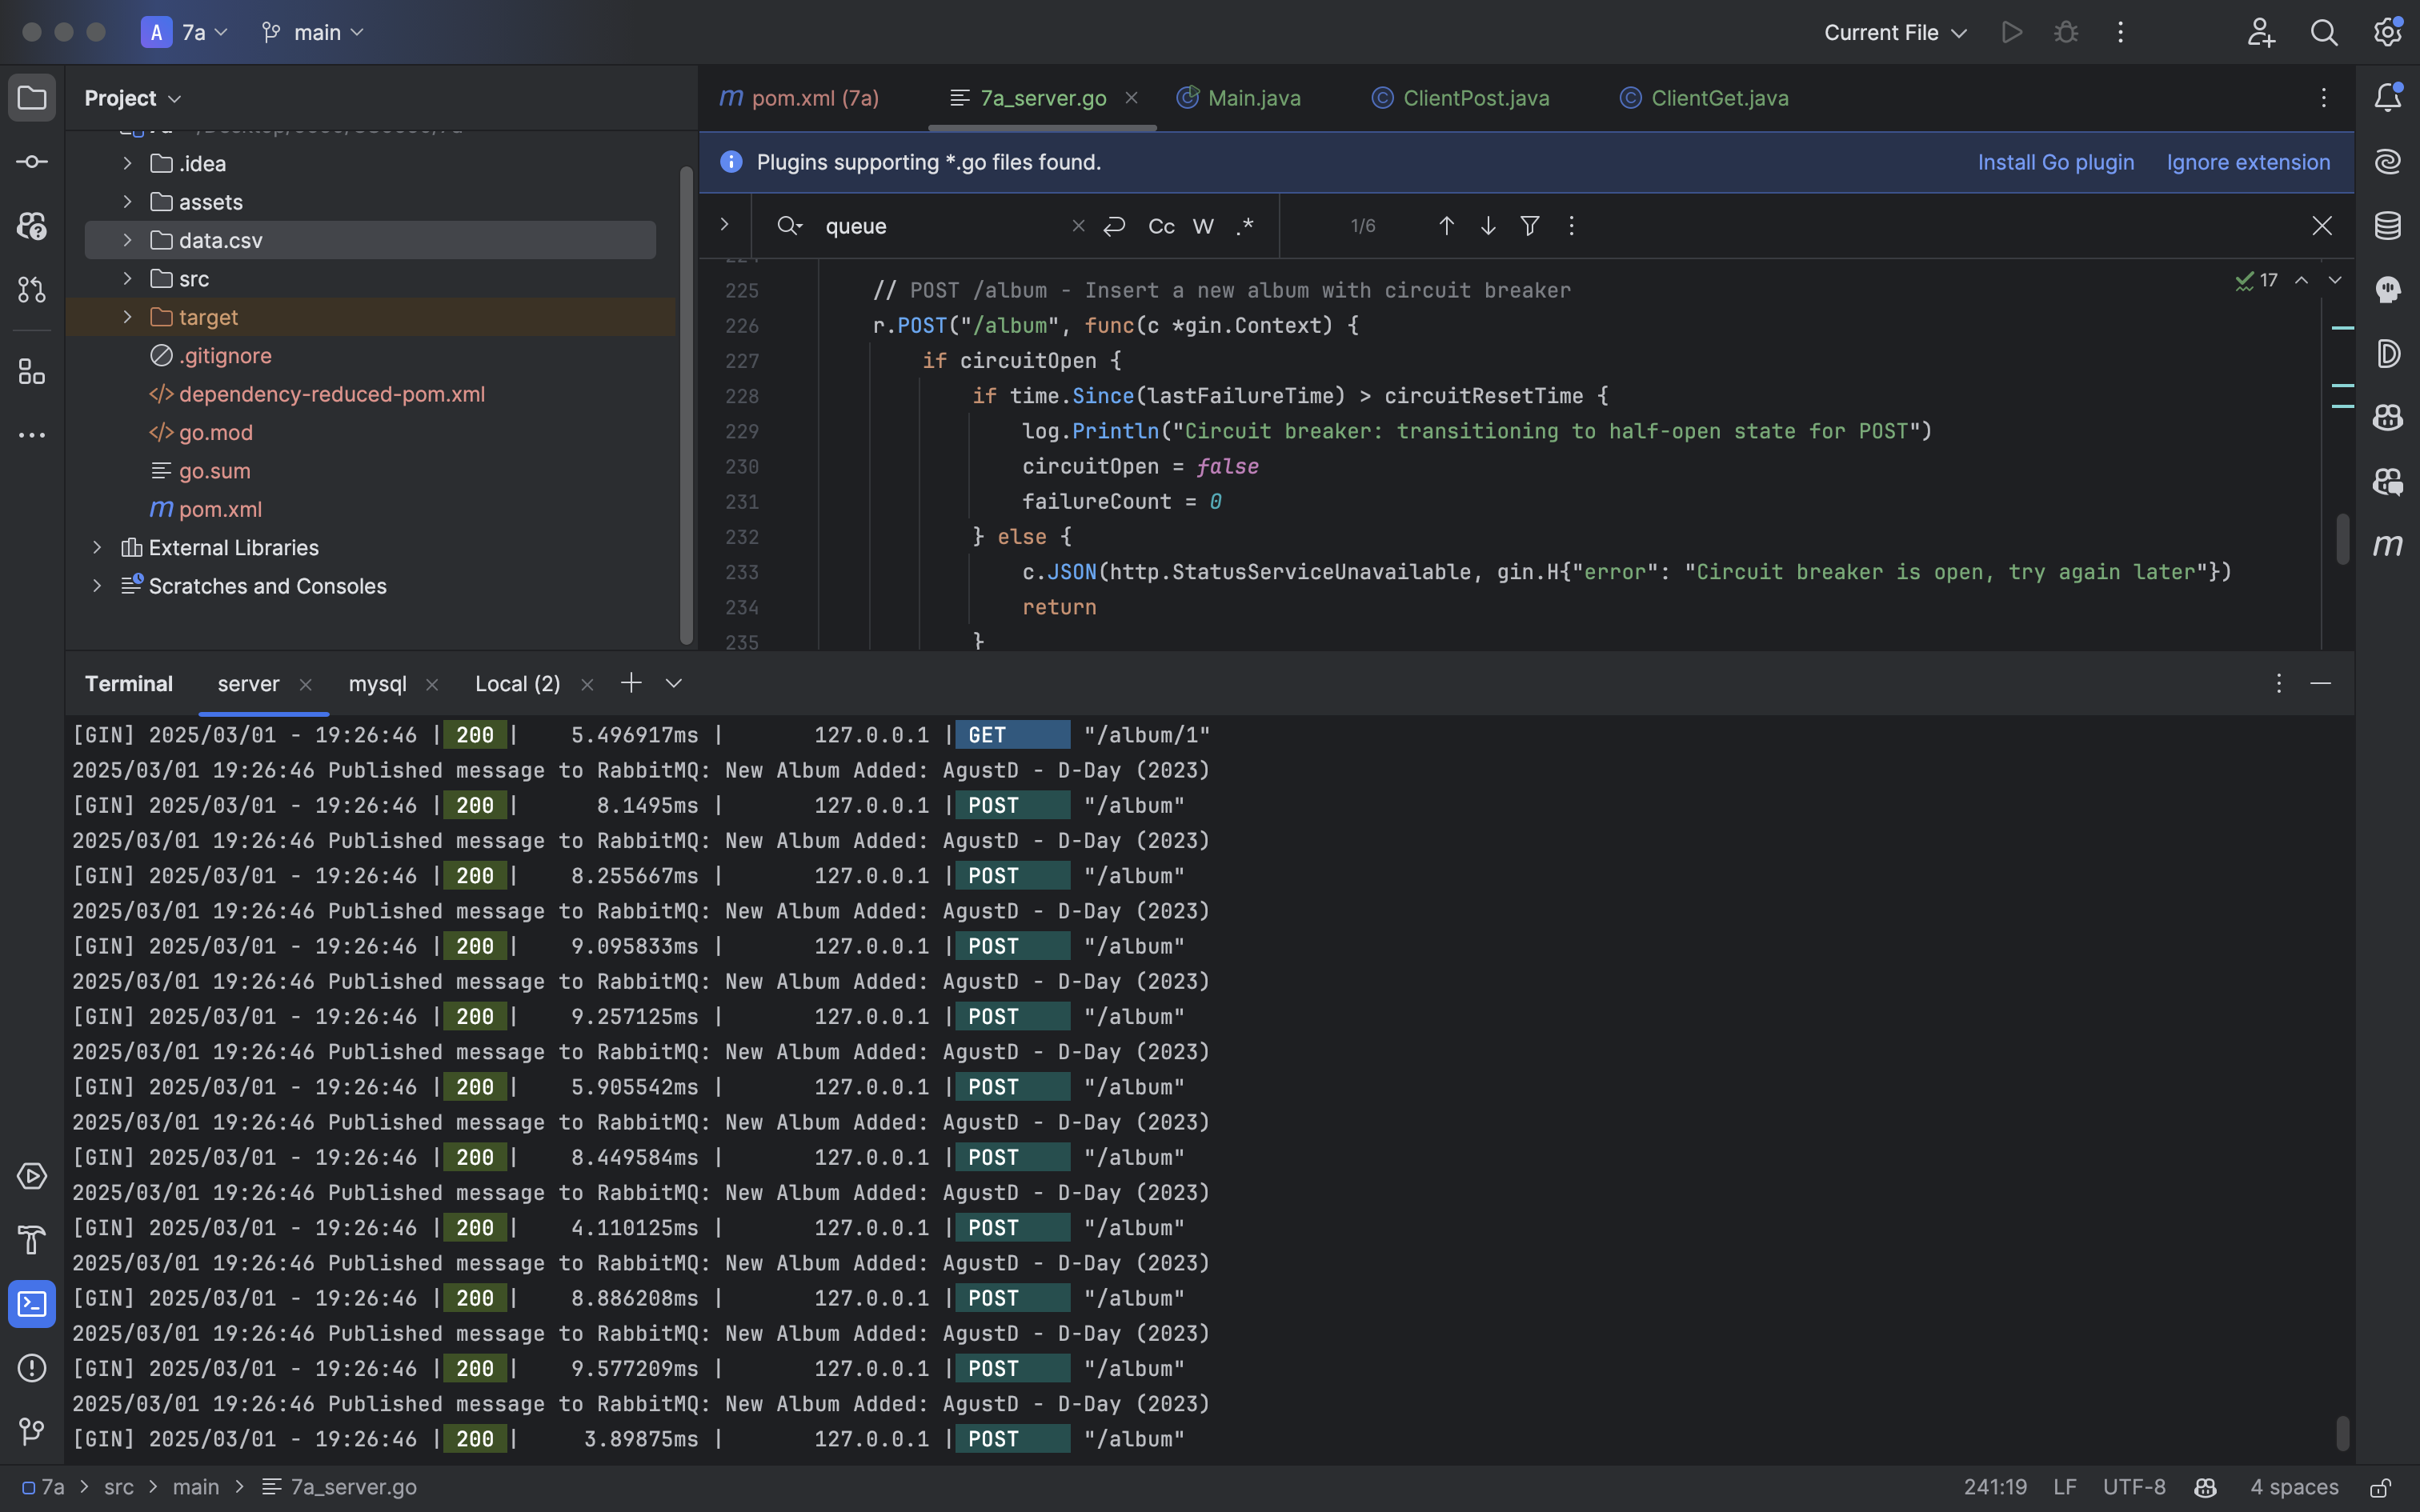 A 7a main Current File
Project
pom.xml (7a) 7a_server.go Main.java ClientPost.java ClientGet.java
Plugins supporting *.go files found. Install Go plugin Ignore extension
queue Cc W .* 1/6
.idea
assets
data.csv
src
target
.gitignore
dependency-reduced-pom.xml
go.mod
go.sum
pom.xml
External Libraries
Scratches and Consoles
17
225 // POST /album - Insert a new album with circuit breaker
226 r.POST("/album", func(c *gin.Context) {
227 if circuitOpen {
228 if time.Since(lastFailureTime) > circuitResetTime {
229 log.Println("Circuit breaker: transitioning to half-open state for POST")
230 circuitOpen = false
231 failureCount = 0
232 } else {
233 c.JSON(http.StatusServiceUnavailable, gin.H{"error": "Circuit breaker is open, try again later"})
234 return
235 }
Terminal server mysql Local (2)
[GIN] 2025/03/01 - 19:26:46 | 200 | 5.496917ms | 127.0.0.1 | GET "/album/1"
2025/03/01 19:26:46 Published message to RabbitMQ: New Album Added: AgustD - D-Day (2023)
[GIN] 2025/03/01 - 19:26:46 | 200 | 8.1495ms | 127.0.0.1 | POST "/album"
2025/03/01 19:26:46 Published message to RabbitMQ: New Album Added: AgustD - D-Day (2023)
[GIN] 2025/03/01 - 19:26:46 | 200 | 8.255667ms | 127.0.0.1 | POST "/album"
2025/03/01 19:26:46 Published message to RabbitMQ: New Album Added: AgustD - D-Day (2023)
[GIN] 2025/03/01 - 19:26:46 | 200 | 9.095833ms | 127.0.0.1 | POST "/album"
2025/03/01 19:26:46 Published message to RabbitMQ: New Album Added: AgustD - D-Day (2023)
[GIN] 2025/03/01 - 19:26:46 | 200 | 9.257125ms | 127.0.0.1 | POST "/album"
2025/03/01 19:26:46 Published message to RabbitMQ: New Album Added: AgustD - D-Day (2023)
[GIN] 2025/03/01 - 19:26:46 | 200 | 5.905542ms | 127.0.0.1 | POST "/album"
2025/03/01 19:26:46 Published message to RabbitMQ: New Album Added: AgustD - D-Day (2023)
[GIN] 2025/03/01 - 19:26:46 | 200 | 8.449584ms | 127.0.0.1 | POST "/album"
2025/03/01 19:26:46 Published message to RabbitMQ: New Album Added: AgustD - D-Day (2023)
[GIN] 2025/03/01 - 19:26:46 | 200 | 4.110125ms | 127.0.0.1 | POST "/album"
2025/03/01 19:26:46 Published message to RabbitMQ: New Album Added: AgustD - D-Day (2023)
[GIN] 2025/03/01 - 19:26:46 | 200 | 8.886208ms | 127.0.0.1 | POST "/album"
2025/03/01 19:26:46 Published message to RabbitMQ: New Album Added: AgustD - D-Day (2023)
[GIN] 2025/03/01 - 19:26:46 | 200 | 9.577209ms | 127.0.0.1 | POST "/album"
2025/03/01 19:26:46 Published message to RabbitMQ: New Album Added: AgustD - D-Day (2023)
[GIN] 2025/03/01 - 19:26:46 | 200 | 3.89875ms | 127.0.0.1 | POST "/album"
7a > src > main > 7a_server.go 241:19 LF UTF-8 4 spaces